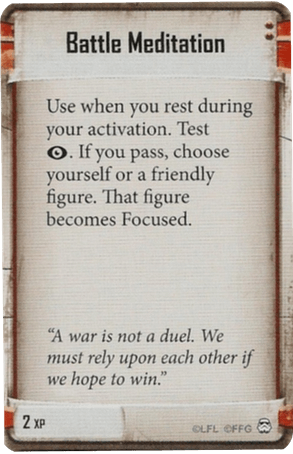 Battle Meditation
Use when you rest during
your activation. Test
. If you pass, choose
yourself or a friendly
figure. That figure
becomes Focused.
“A war is not a duel. We
must rely upon each other if
we hope to win.”
2 XP
©LFL ©FFG